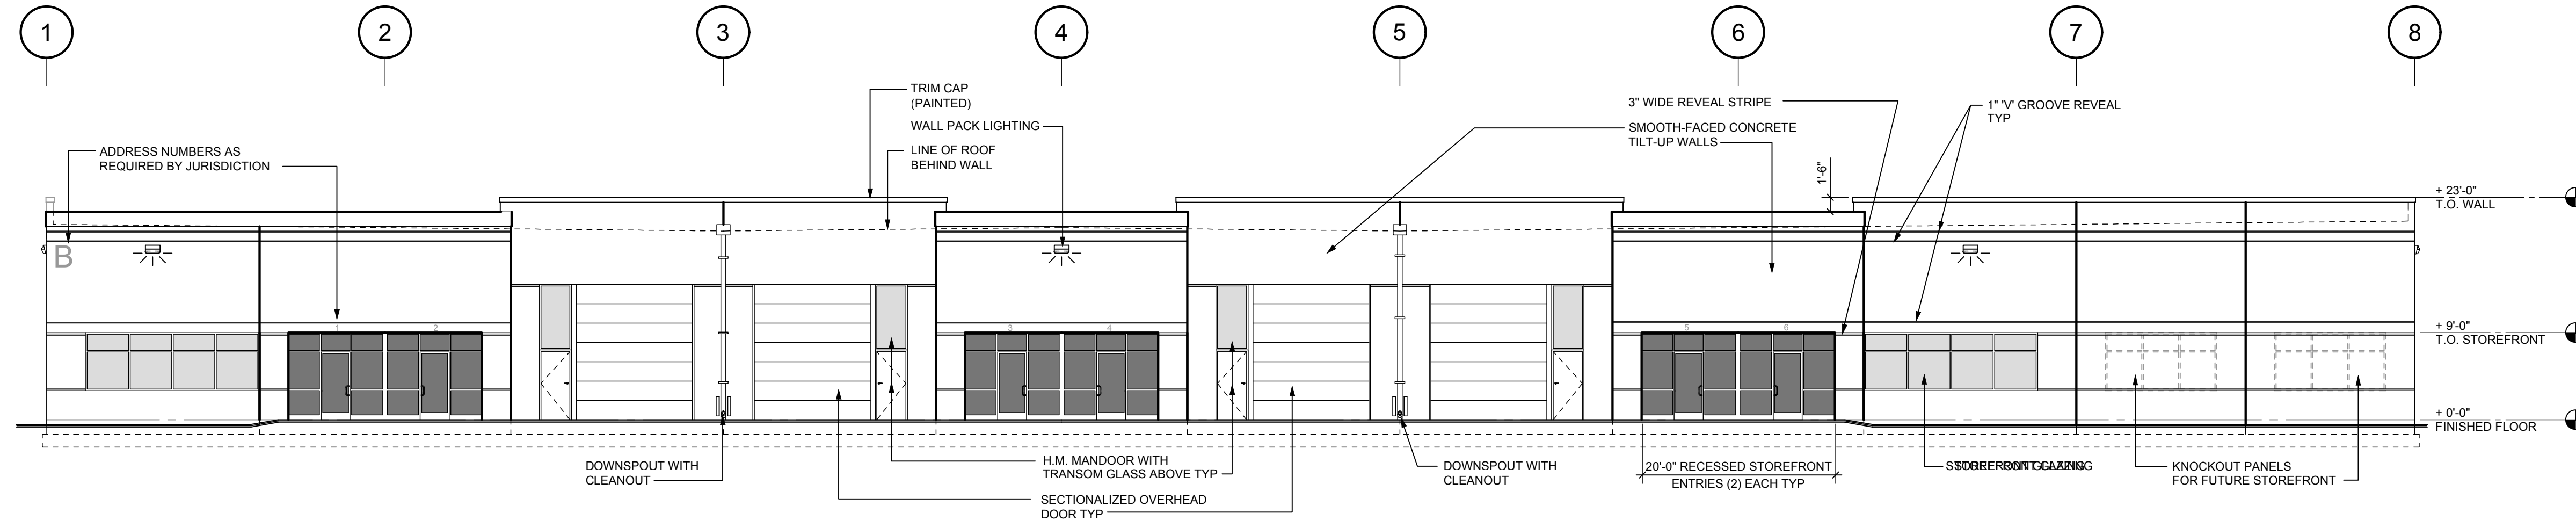 1 2 3 4 5 6 7 8
TRIM CAP
(PAINTED)
WALL PACK LIGHTING
LINE OF ROOF
BEHIND WALL
3" WIDE REVEAL STRIPE
SMOOTH-FACED CONCRETE
TILT-UP WALLS
1" 'V' GROOVE REVEAL
TYP
ADDRESS NUMBERS AS
REQUIRED BY JURISDICTION
1'-6"
+ 23'-0"
T.O. WALL
B
1 2 3 4 5 6
+ 9'-0"
T.O. STOREFRONT
+ 0'-0"
FINISHED FLOOR
DOWNSPOUT WITH
CLEANOUT
H.M. MANDOOR WITH
TRANSOM GLASS ABOVE TYP
SECTIONALIZED OVERHEAD
DOOR TYP
DOWNSPOUT WITH
CLEANOUT
20'-0" RECESSED STOREFRONT
ENTRIES (2) EACH TYP
STOREFRONT GLAZING
KNOCKOUT PANELS
FOR FUTURE STOREFRONT